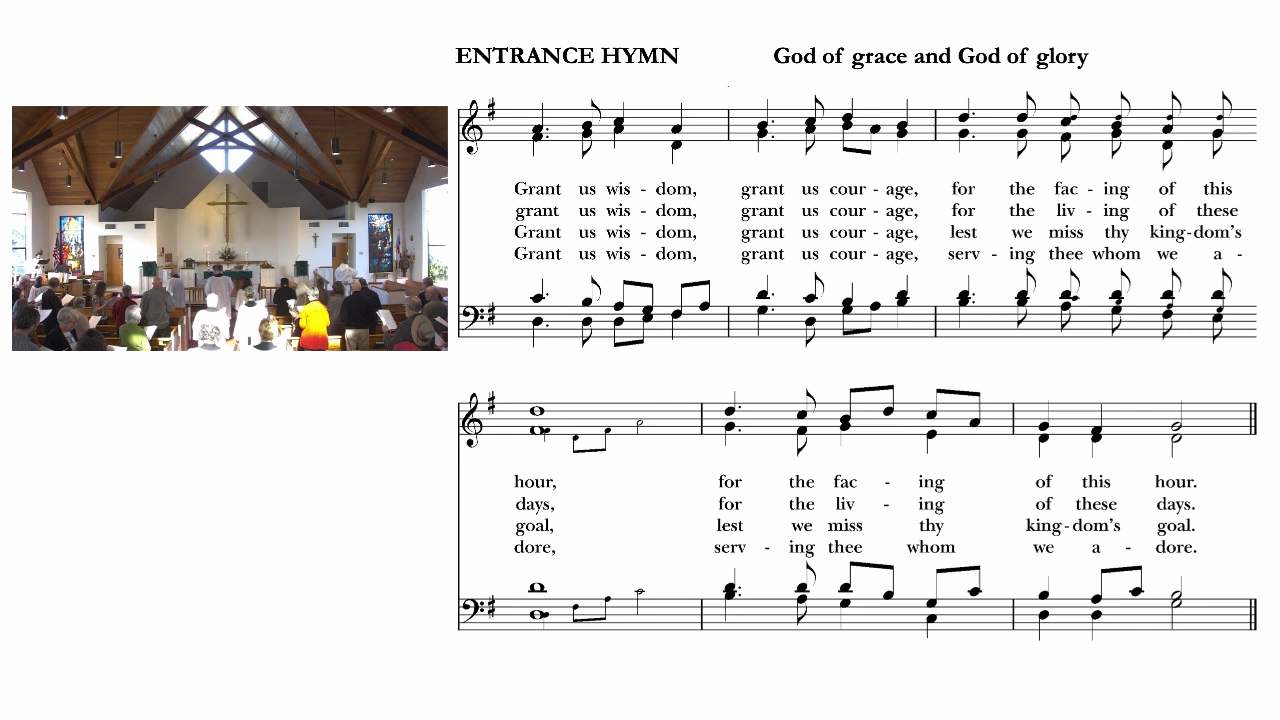 ENTRANCE HYMN God of grace and God of glory
Grant us wis - dom, grant us cour - age, for the fac - ing of this
grant us wis - dom, grant us cour - age, for the liv - ing of these
Grant us wis - dom, grant us cour - age, lest we miss thy king - dom's
Grant us wis - dom, grant us cour - age, serv - ing thee whom we a -
hour, for the fac - ing of this hour.
days, for the liv - ing of these days.
goal, lest we miss thy king - dom's goal.
dore, serv - ing thee whom we a - dore.